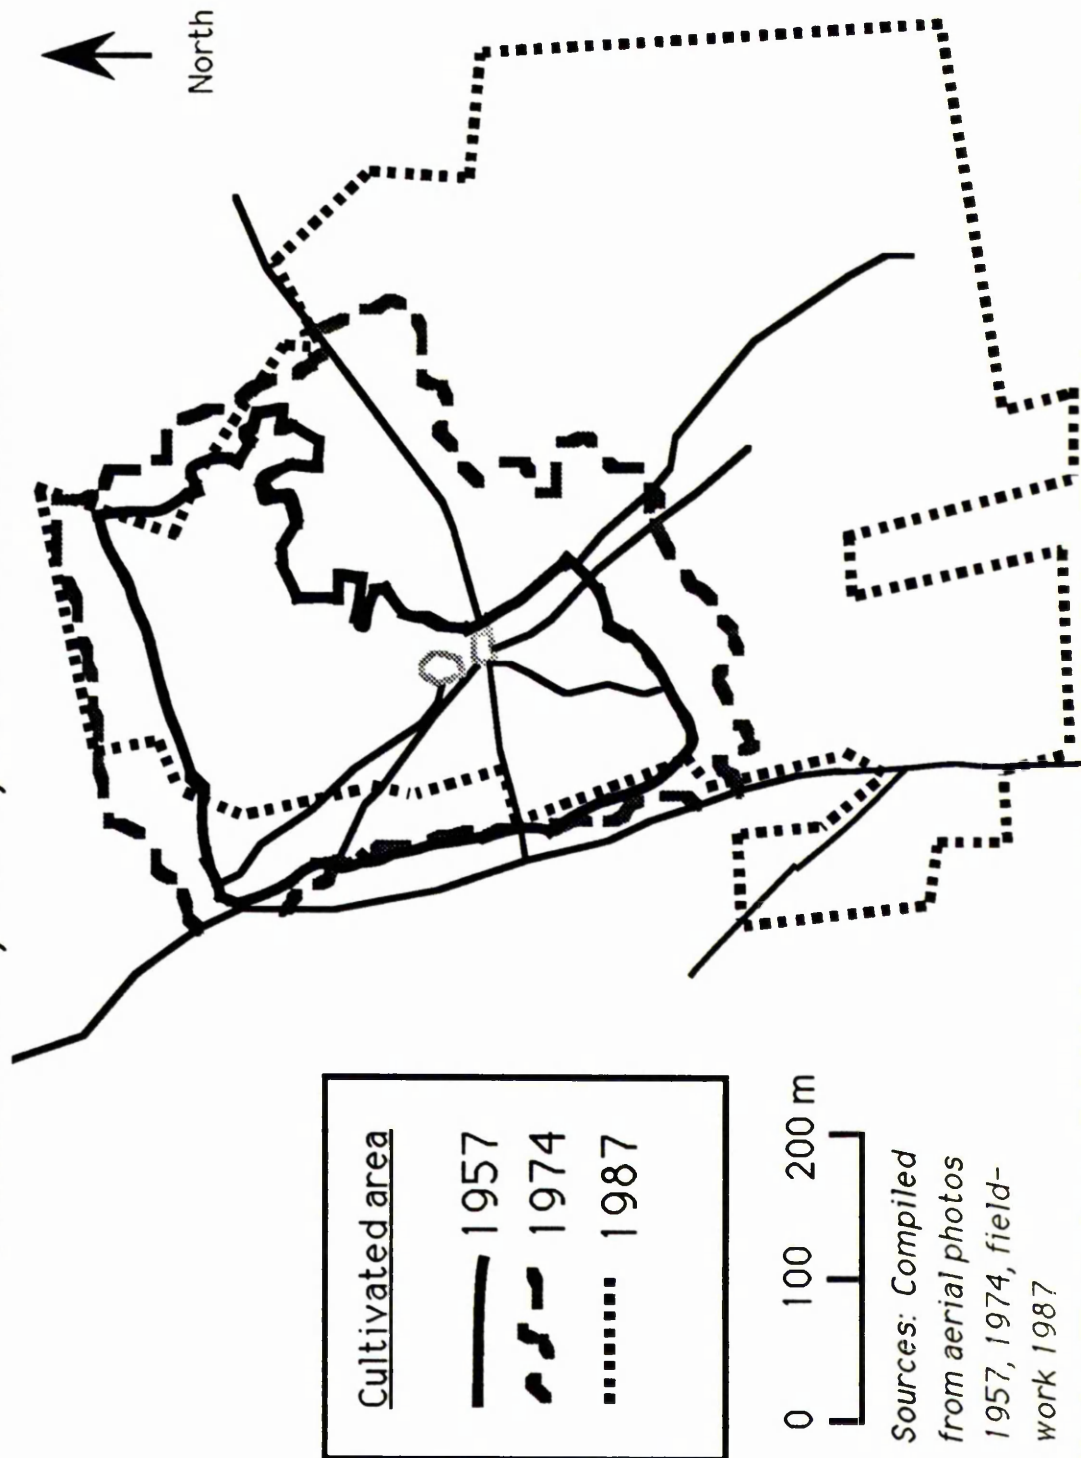 North
Cultivated area
1957
1974
1987
0 100 200 m
Sources: Compiled
from aerial photos
1957, 1974, field-
work 1987